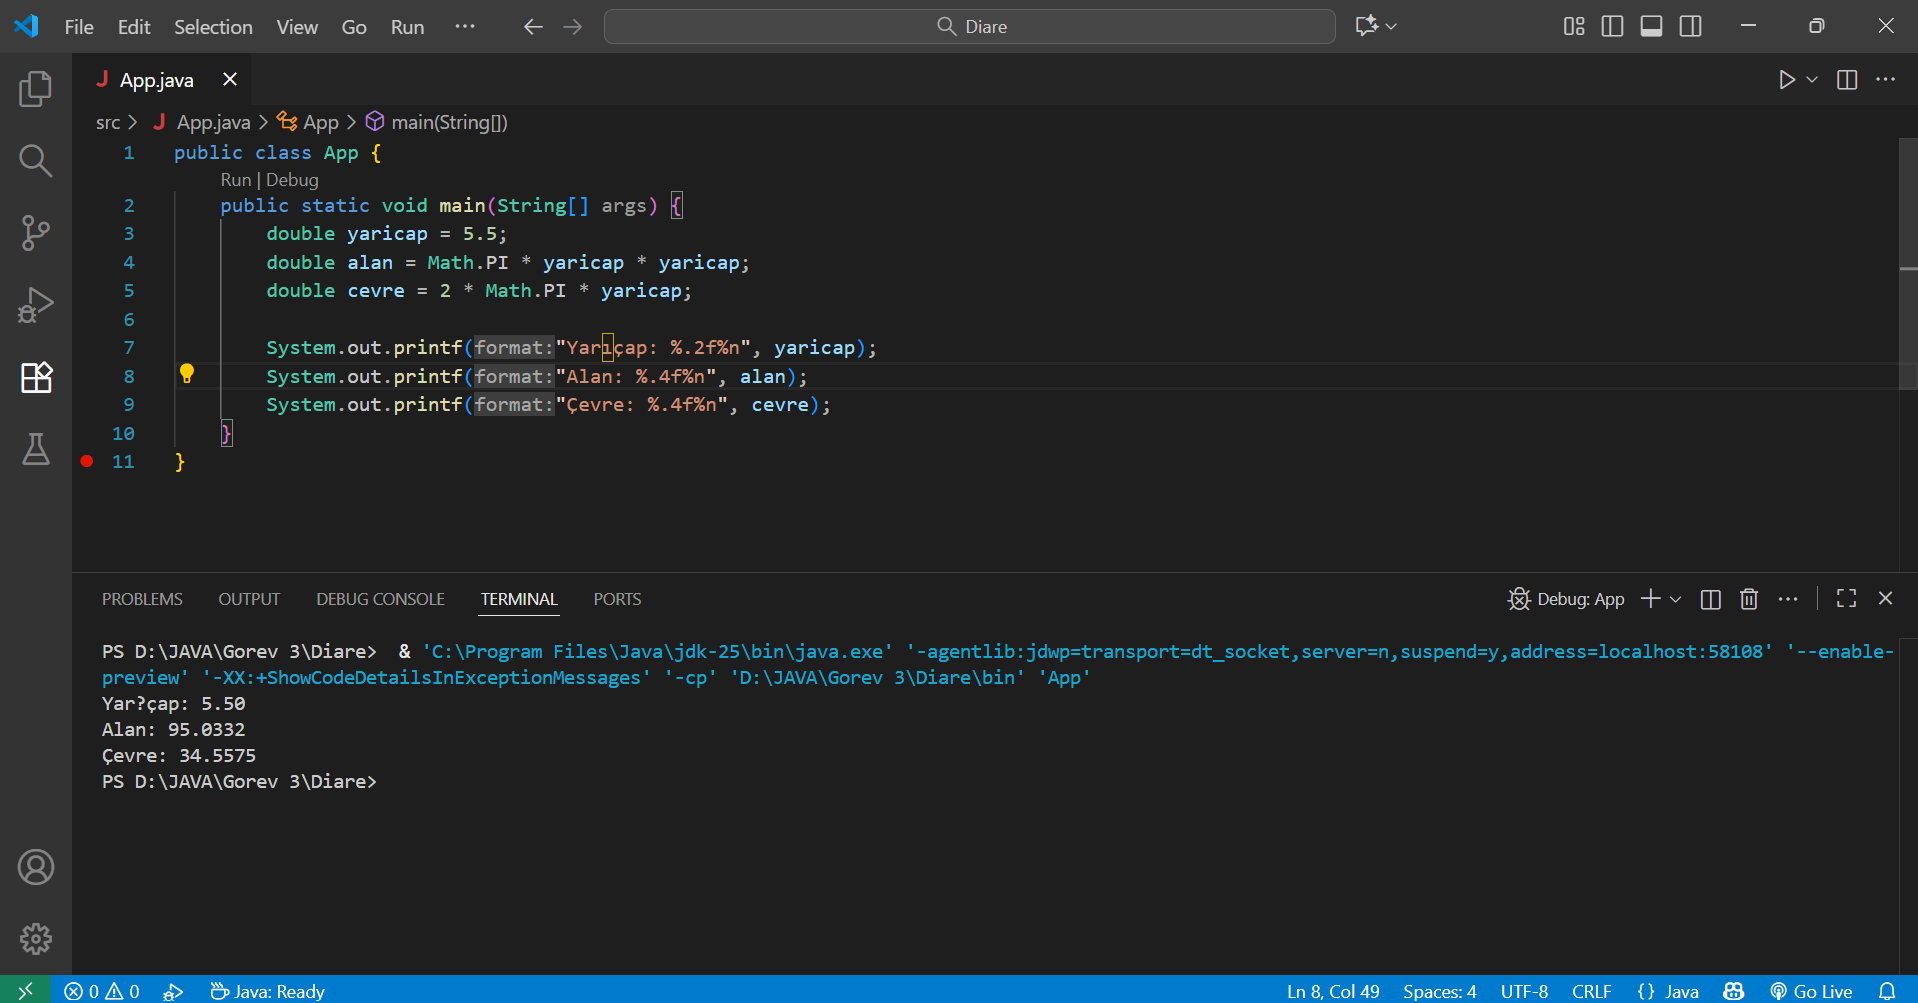 File Edit Selection View Go Run ··· Diare
App.java
src > App.java > App > main(String[])
1 public class App {
Run | Debug
2 public static void main(String[] args) {
3 double yaricap = 5.5;
4 double alan = Math.PI * yaricap * yaricap;
5 double cevre = 2 * Math.PI * yaricap;
6
7 System.out.printf(format:"Yarıçap: %.2f%n", yaricap);
8 System.out.printf(format:"Alan: %.4f%n", alan);
9 System.out.printf(format:"Çevre: %.4f%n", cevre);
10 }
11 }
PROBLEMS OUTPUT DEBUG CONSOLE TERMINAL PORTS Debug: App
PS D:\JAVA\Gorev 3\Diare>  & 'C:\Program Files\Java\jdk-25\bin\java.exe' '-agentlib:jdwp=transport=dt_socket,server=n,suspend=y,address=localhost:58108' '--enable-
preview' '-XX:+ShowCodeDetailsInExceptionMessages' '-cp' 'D:\JAVA\Gorev 3\Diare\bin' 'App'
Yar?çap: 5.50
Alan: 95.0332
Çevre: 34.5575
PS D:\JAVA\Gorev 3\Diare>
0 0 Java: Ready Ln 8, Col 49 Spaces: 4 UTF-8 CRLF {} Java Go Live